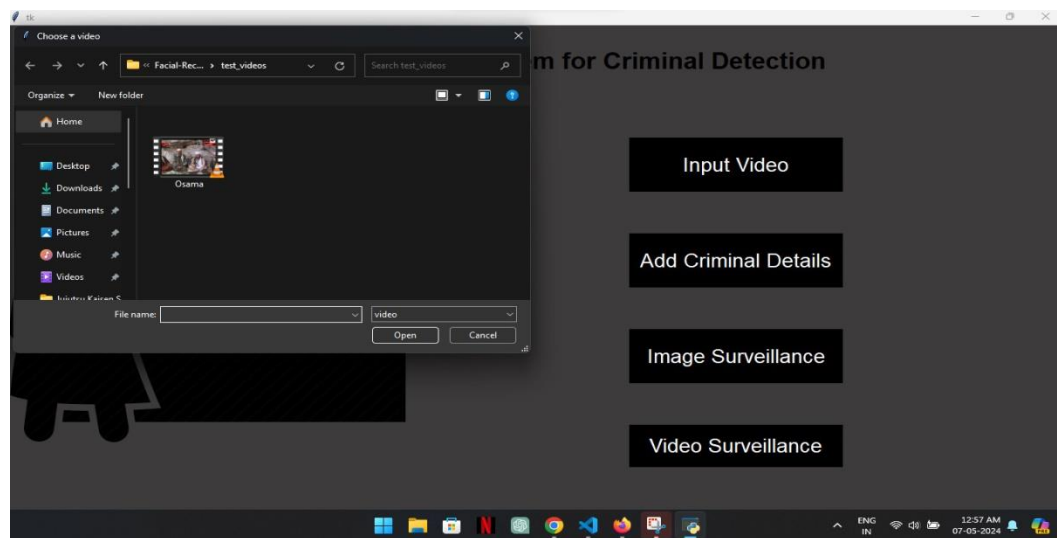 tk
Choose a video
m for Criminal Detection
« Facial-Rec... › test_videos
Search test_videos
Organize
New folder
Home
Desktop
Downloads
Documents
Pictures
Music
Videos
Jujutsu Kaisen S
Osama
File name:
video
Open
Cancel
Input Video
Add Criminal Details
Image Surveillance
Video Surveillance
ENG
IN
12:57 AM
07-05-2024